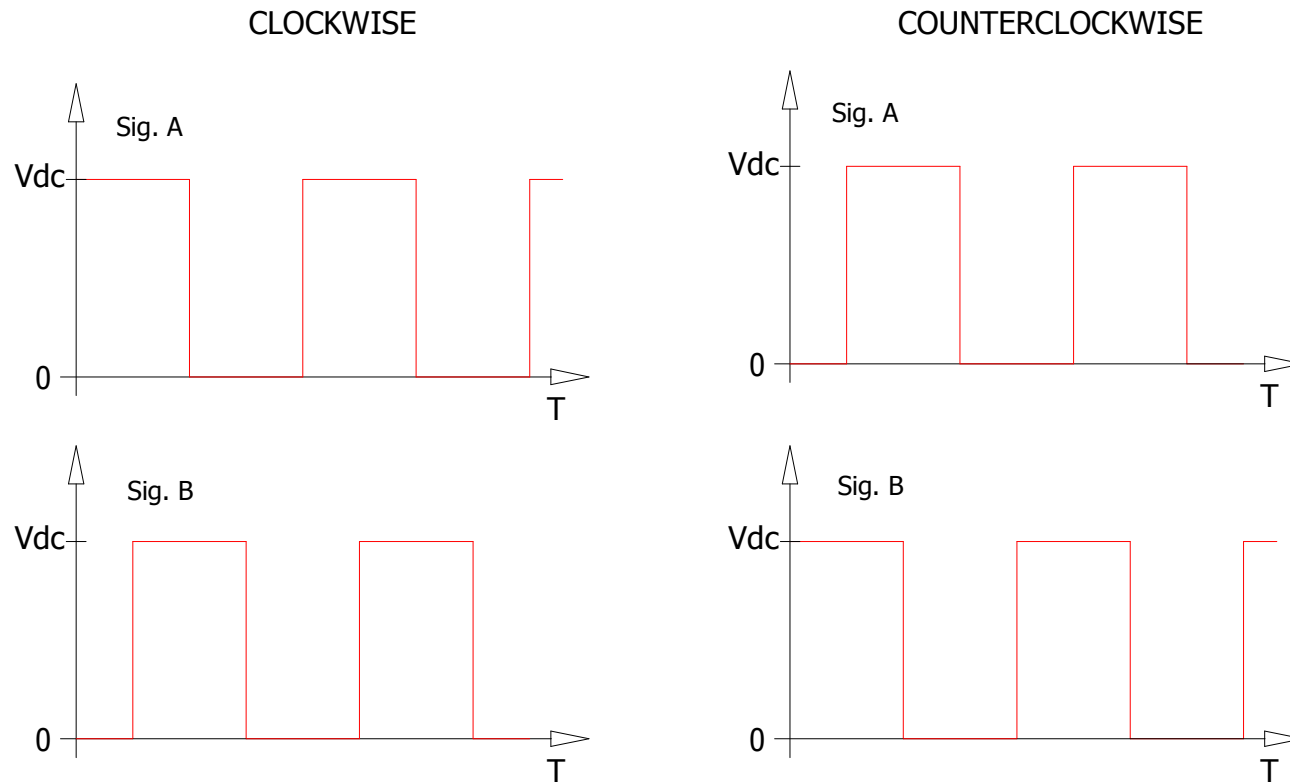 CLOCKWISE
Sig. A
Vdc
0
T
Sig. B
Vdc
0
T
COUNTERCLOCKWISE
Sig. A
Vdc
0
T
Sig. B
Vdc
0
T